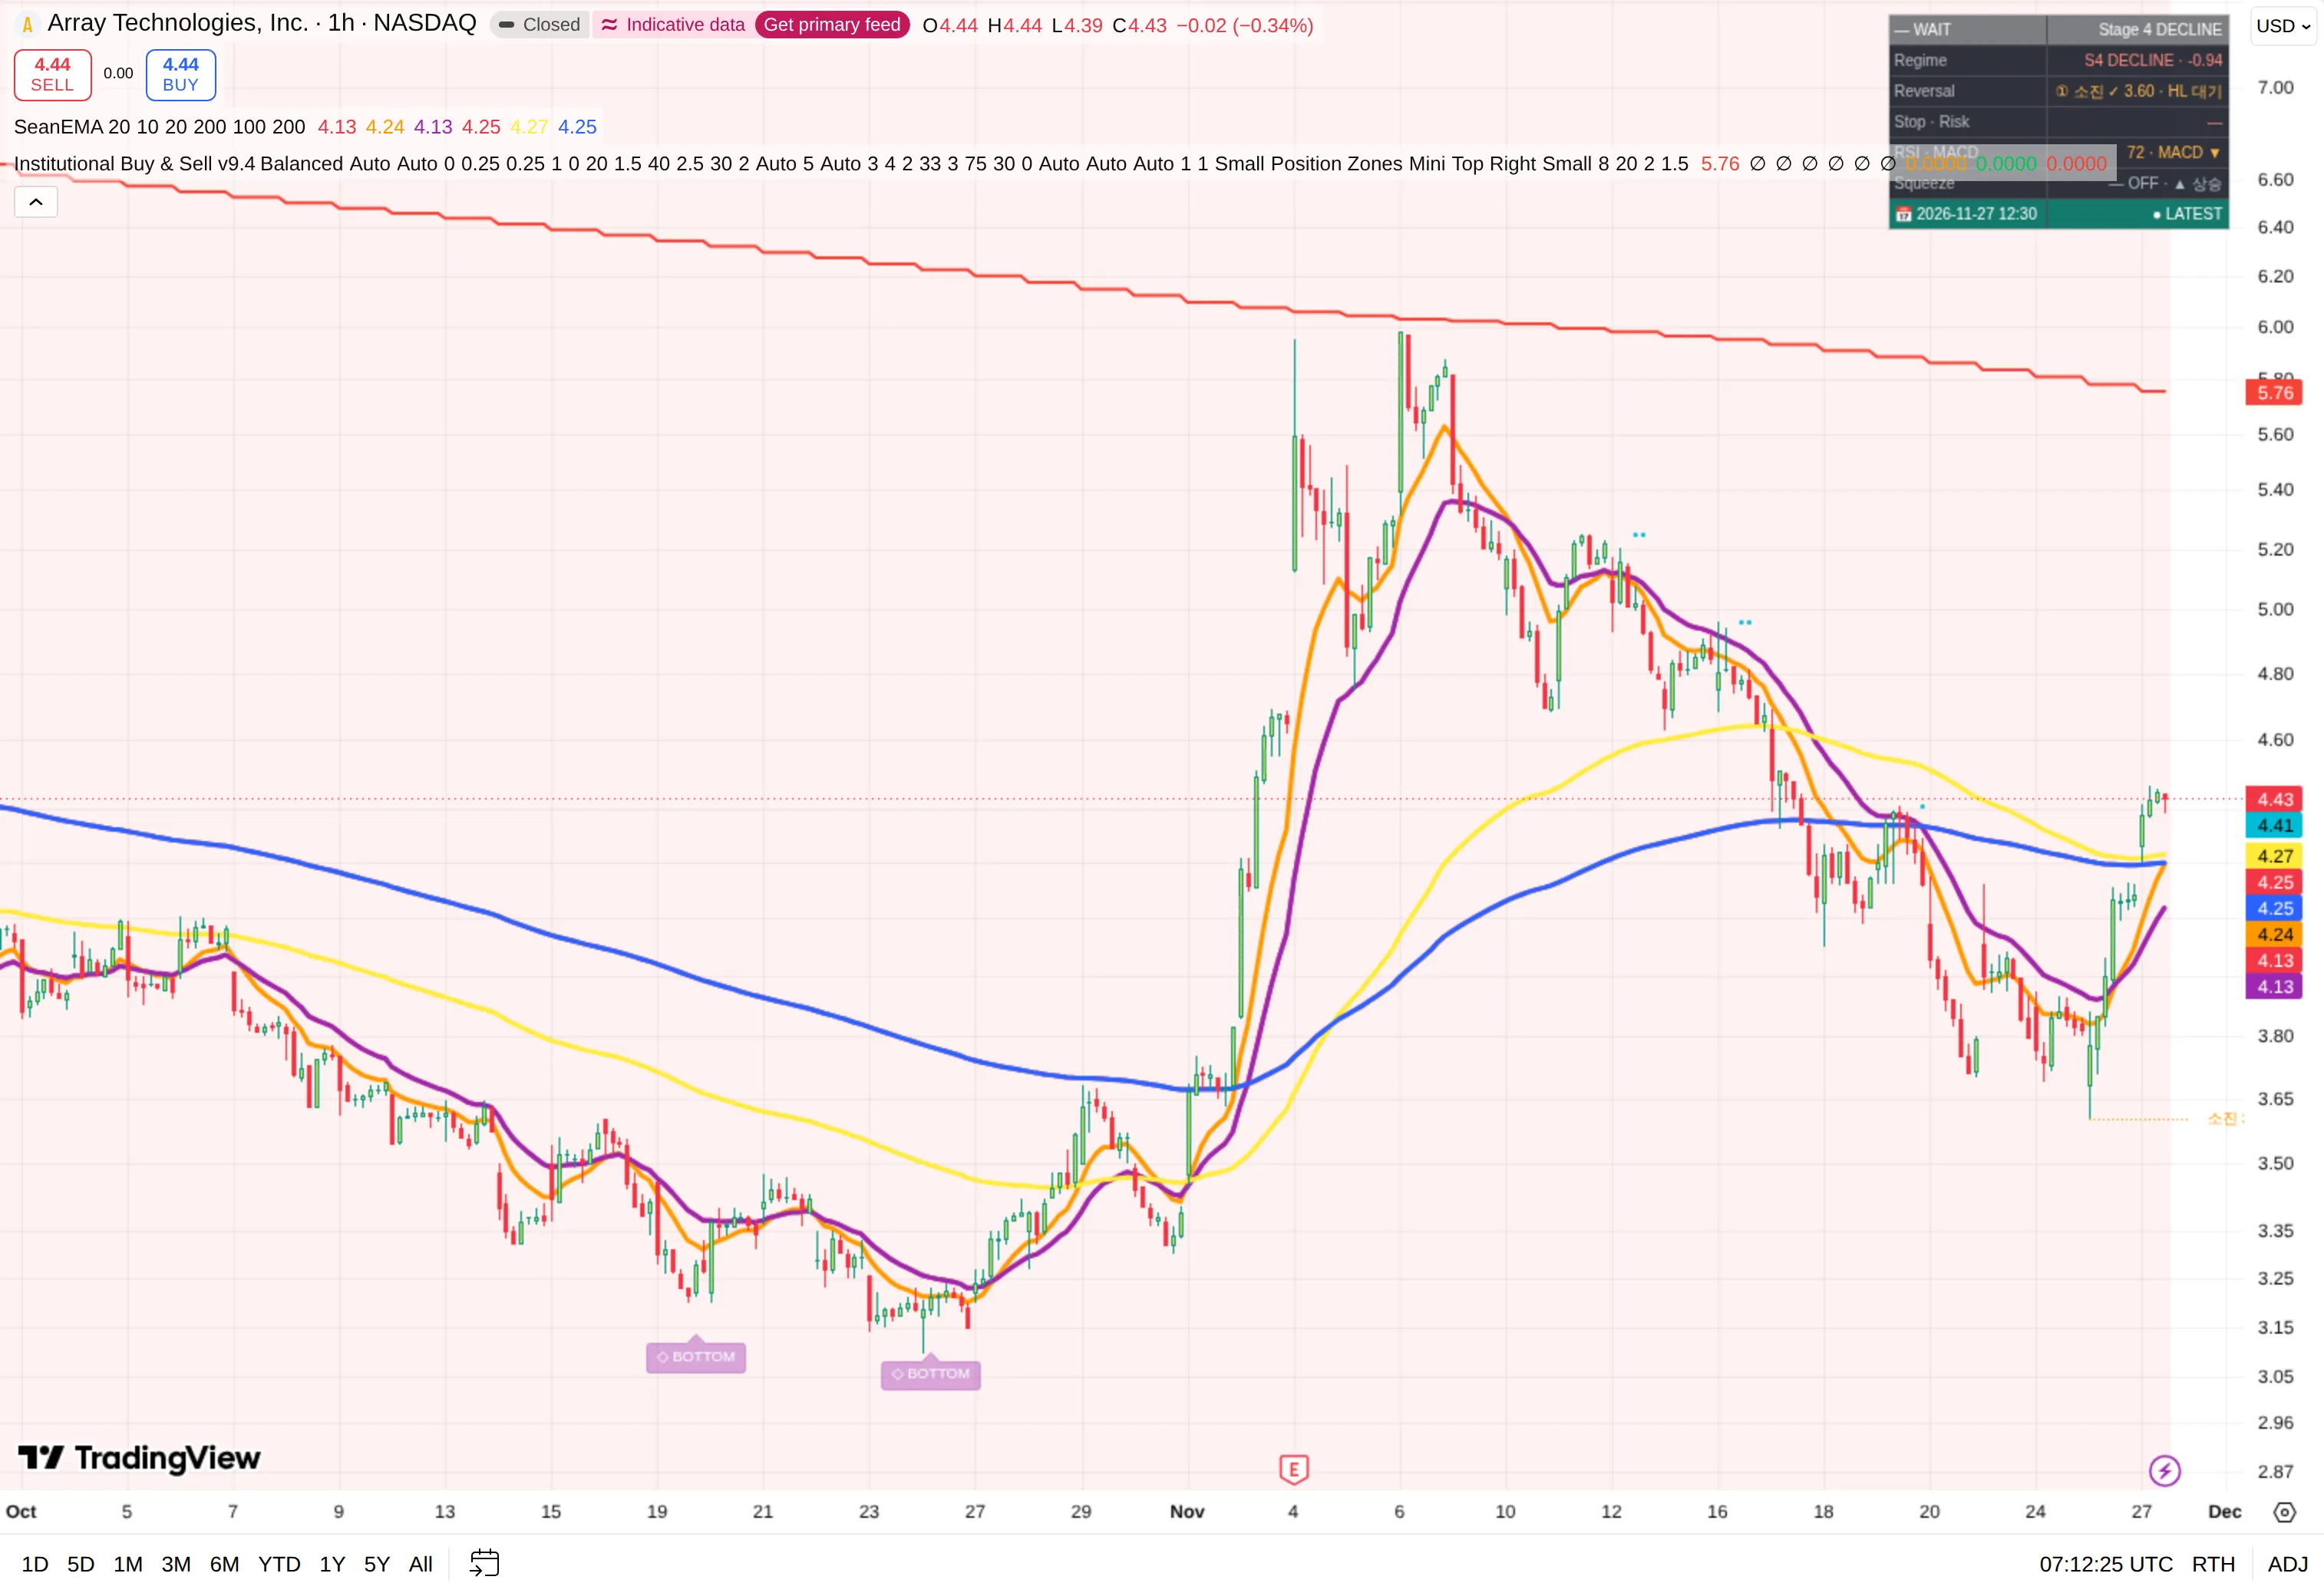 Array Technologies, Inc. · 1h · NASDAQ Closed ≈ Indicative data Get primary feed O4.44 H4.44 L4.39 C4.43 −0.02 (−0.34%)
USD
4.44 SELL
0.00
4.44 BUY
SeanEMA 20 10 20 200 100 200 4.13 4.24 4.13 4.25 4.27 4.25
Institutional Buy & Sell v9.4 Balanced Auto Auto 0 0.25 0.25 1 0 20 1.5 40 2.5 30 2 Auto 5 Auto 3 4 2 33 3 75 30 0 Auto Auto Auto 1 1 Small Position Zones Mini Top Right Small 8 20 2 1.5 5.76 ∅ ∅ ∅ ∅ ∅ ∅ 0.0000 0.0000 0.0000
— WAIT Stage 4 DECLINE
Regime S4 DECLINE · -0.94
Reversal ① 소진 ✓ 3.60 · HL 대기
Stop · Risk —
RSI · MACD 72 · MACD ▼
Squeeze — OFF · ▲ 상승
2026-11-27 12:30 ● LATEST
7.00
6.60
6.40
6.20
6.00
5.80
5.76
5.60
5.40
5.20
5.00
4.80
4.60
4.43
4.41
4.27
4.25
4.25
4.24
4.13
4.13
3.80
3.65
소진
3.50
3.35
3.25
3.15
3.05
2.96
2.87
◇ BOTTOM
◇ BOTTOM
TradingView
E
Oct 5 7 9 13 15 19 21 23 27 29 Nov 4 6 10 12 16 18 20 24 27 Dec
1D 5D 1M 3M 6M YTD 1Y 5Y All
07:12:25 UTC RTH ADJ